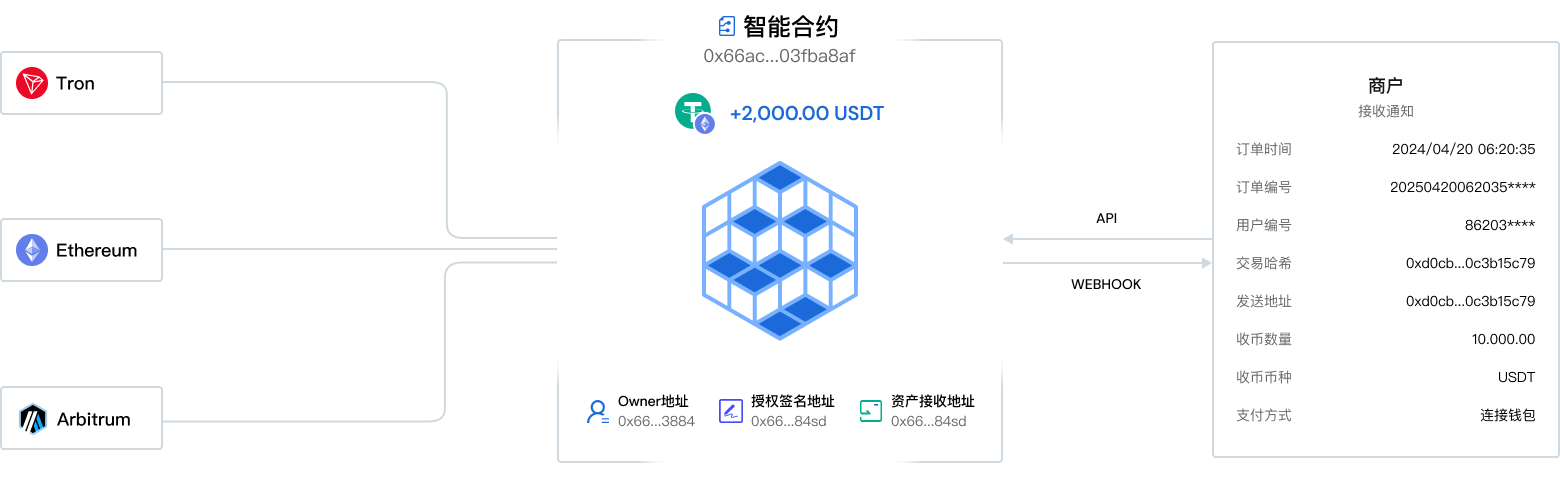 Tron
Ethereum
Arbitrum
智能合约
0x66ac...03fba8af
+2,000.00 USDT
Owner地址
0x66...3884
授权签名地址
0x66...84sd
资产接收地址
0x66...84sd
API
WEBHOOK
商户
接收通知
订单时间 2024/04/20 06:20:35
订单编号 20250420062035****
用户编号 86203****
交易哈希 0xd0cb...0c3b15c79
发送地址 0xd0cb...0c3b15c79
收币数量 10.000.00
收币币种 USDT
支付方式 连接钱包